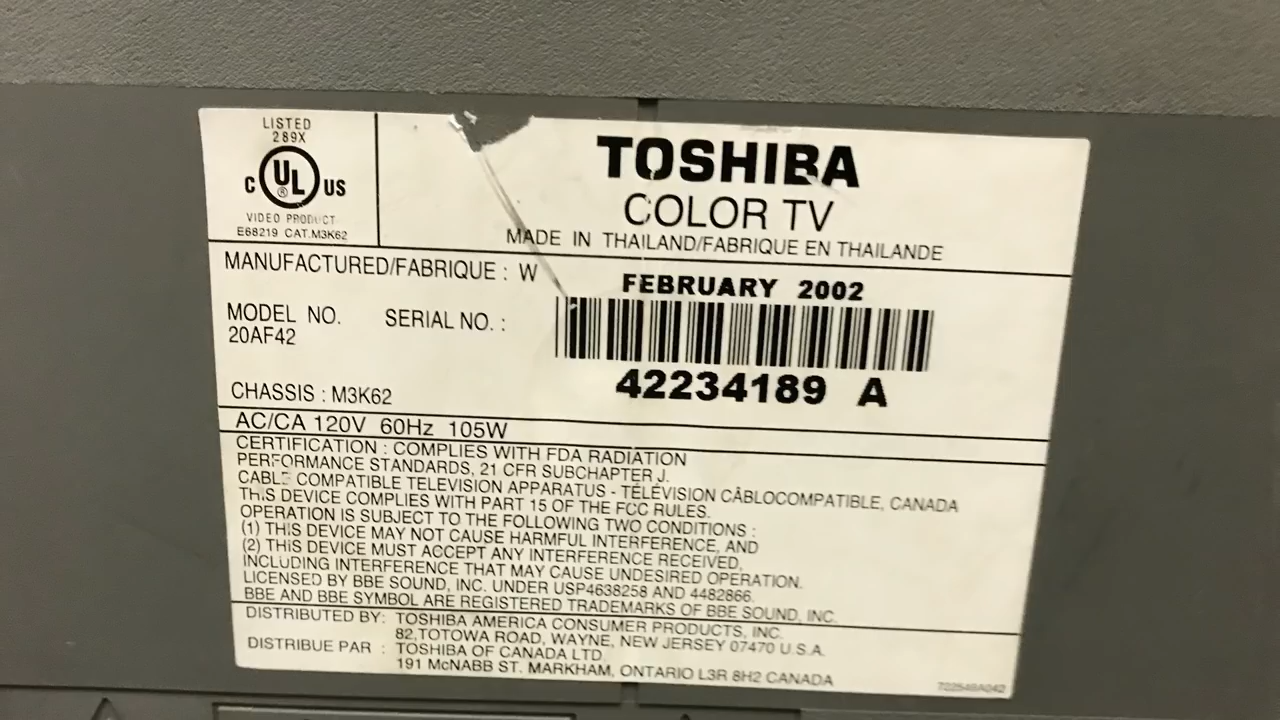 LISTED
289X
C UL ® US
VIDEO PRODUCT
E68219 CAT.M3K62
TOSHIBA
COLOR TV
MADE IN THAILAND/FABRIQUE EN THAILANDE
MANUFACTURED/FABRIQUE : W FEBRUARY 2002
MODEL NO. SERIAL NO. :
20AF42
42234189 A
CHASSIS : M3K62
AC/CA 120V 60Hz 105W
CERTIFICATION : COMPLIES WITH FDA RADIATION
PERFORMANCE STANDARDS, 21 CFR SUBCHAPTER J.
CABLE COMPATIBLE TELEVISION APPARATUS - TÉLÉVISION CÂBLOCOMPATIBLE, CANADA
THIS DEVICE COMPLIES WITH PART 15 OF THE FCC RULES.
OPERATION IS SUBJECT TO THE FOLLOWING TWO CONDITIONS :
(1) THIS DEVICE MAY NOT CAUSE HARMFUL INTERFERENCE, AND
(2) THIS DEVICE MUST ACCEPT ANY INTERFERENCE RECEIVED,
INCLUDING INTERFERENCE THAT MAY CAUSE UNDESIRED OPERATION.
LICENSED BY BBE SOUND, INC. UNDER USP4638258 AND 4482866.
BBE AND BBE SYMBOL ARE REGISTERED TRADEMARKS OF BBE SOUND, INC.
DISTRIBUTED BY: TOSHIBA AMERICA CONSUMER PRODUCTS, INC.
82,TOTOWA ROAD, WAYNE, NEW JERSEY 07470 U.S.A.
DISTRIBUE PAR : TOSHIBA OF CANADA LTD
191 McNABB ST. MARKHAM, ONTARIO L3R 8H2 CANADA